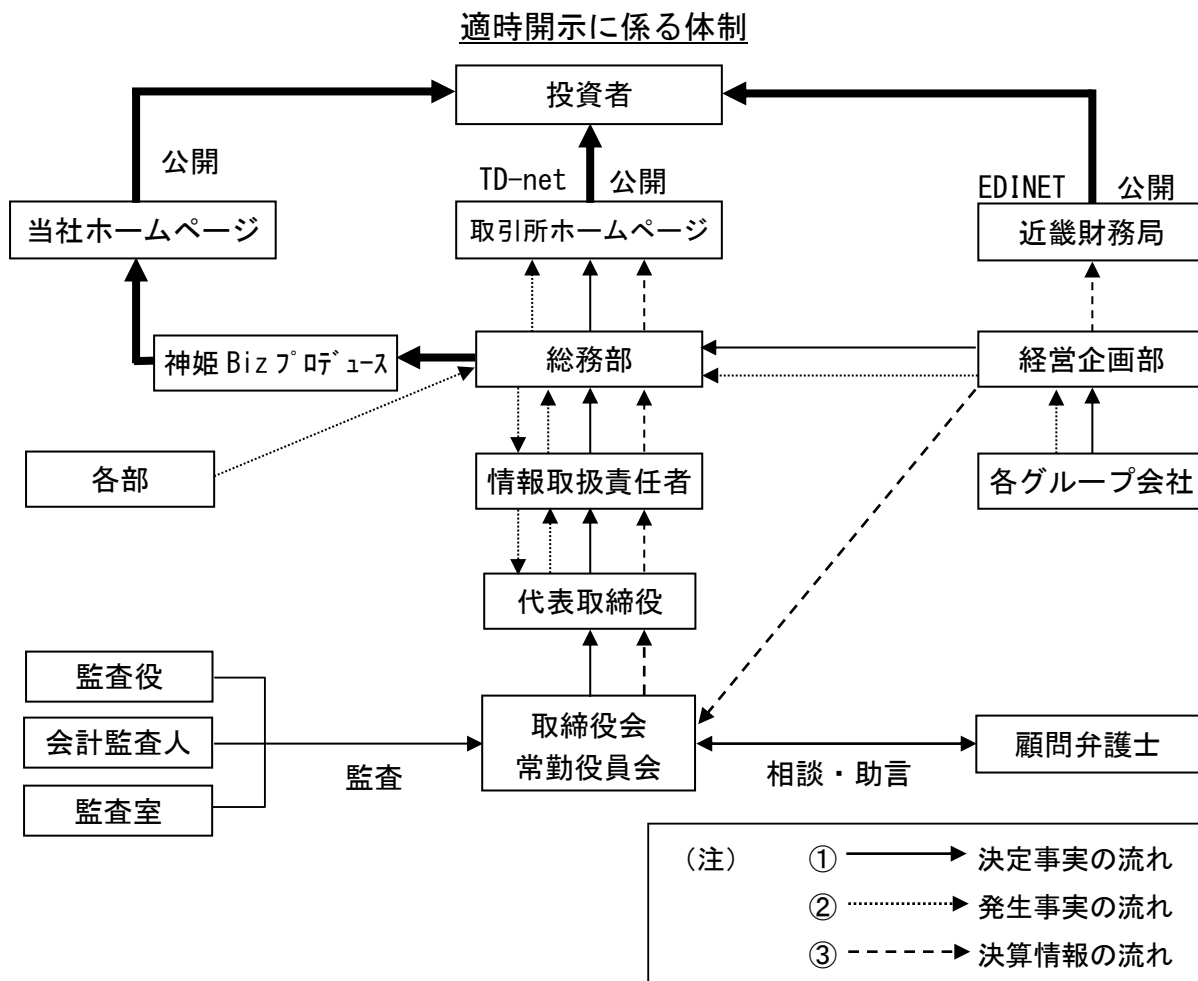 適時開示に係る体制
投資者
公開
TD-net 公開
EDINET 公開
当社ホームページ
取引所ホームページ
近畿財務局
神姫 Biz プロデュース
総務部
経営企画部
各部
情報取扱責任者
各グループ会社
代表取締役
監査役
会計監査人
監査室
監査
取締役会
常勤役員会
相談・助言
顧問弁護士
(注) ① 決定事実の流れ
② 発生事実の流れ
③ 決算情報の流れ